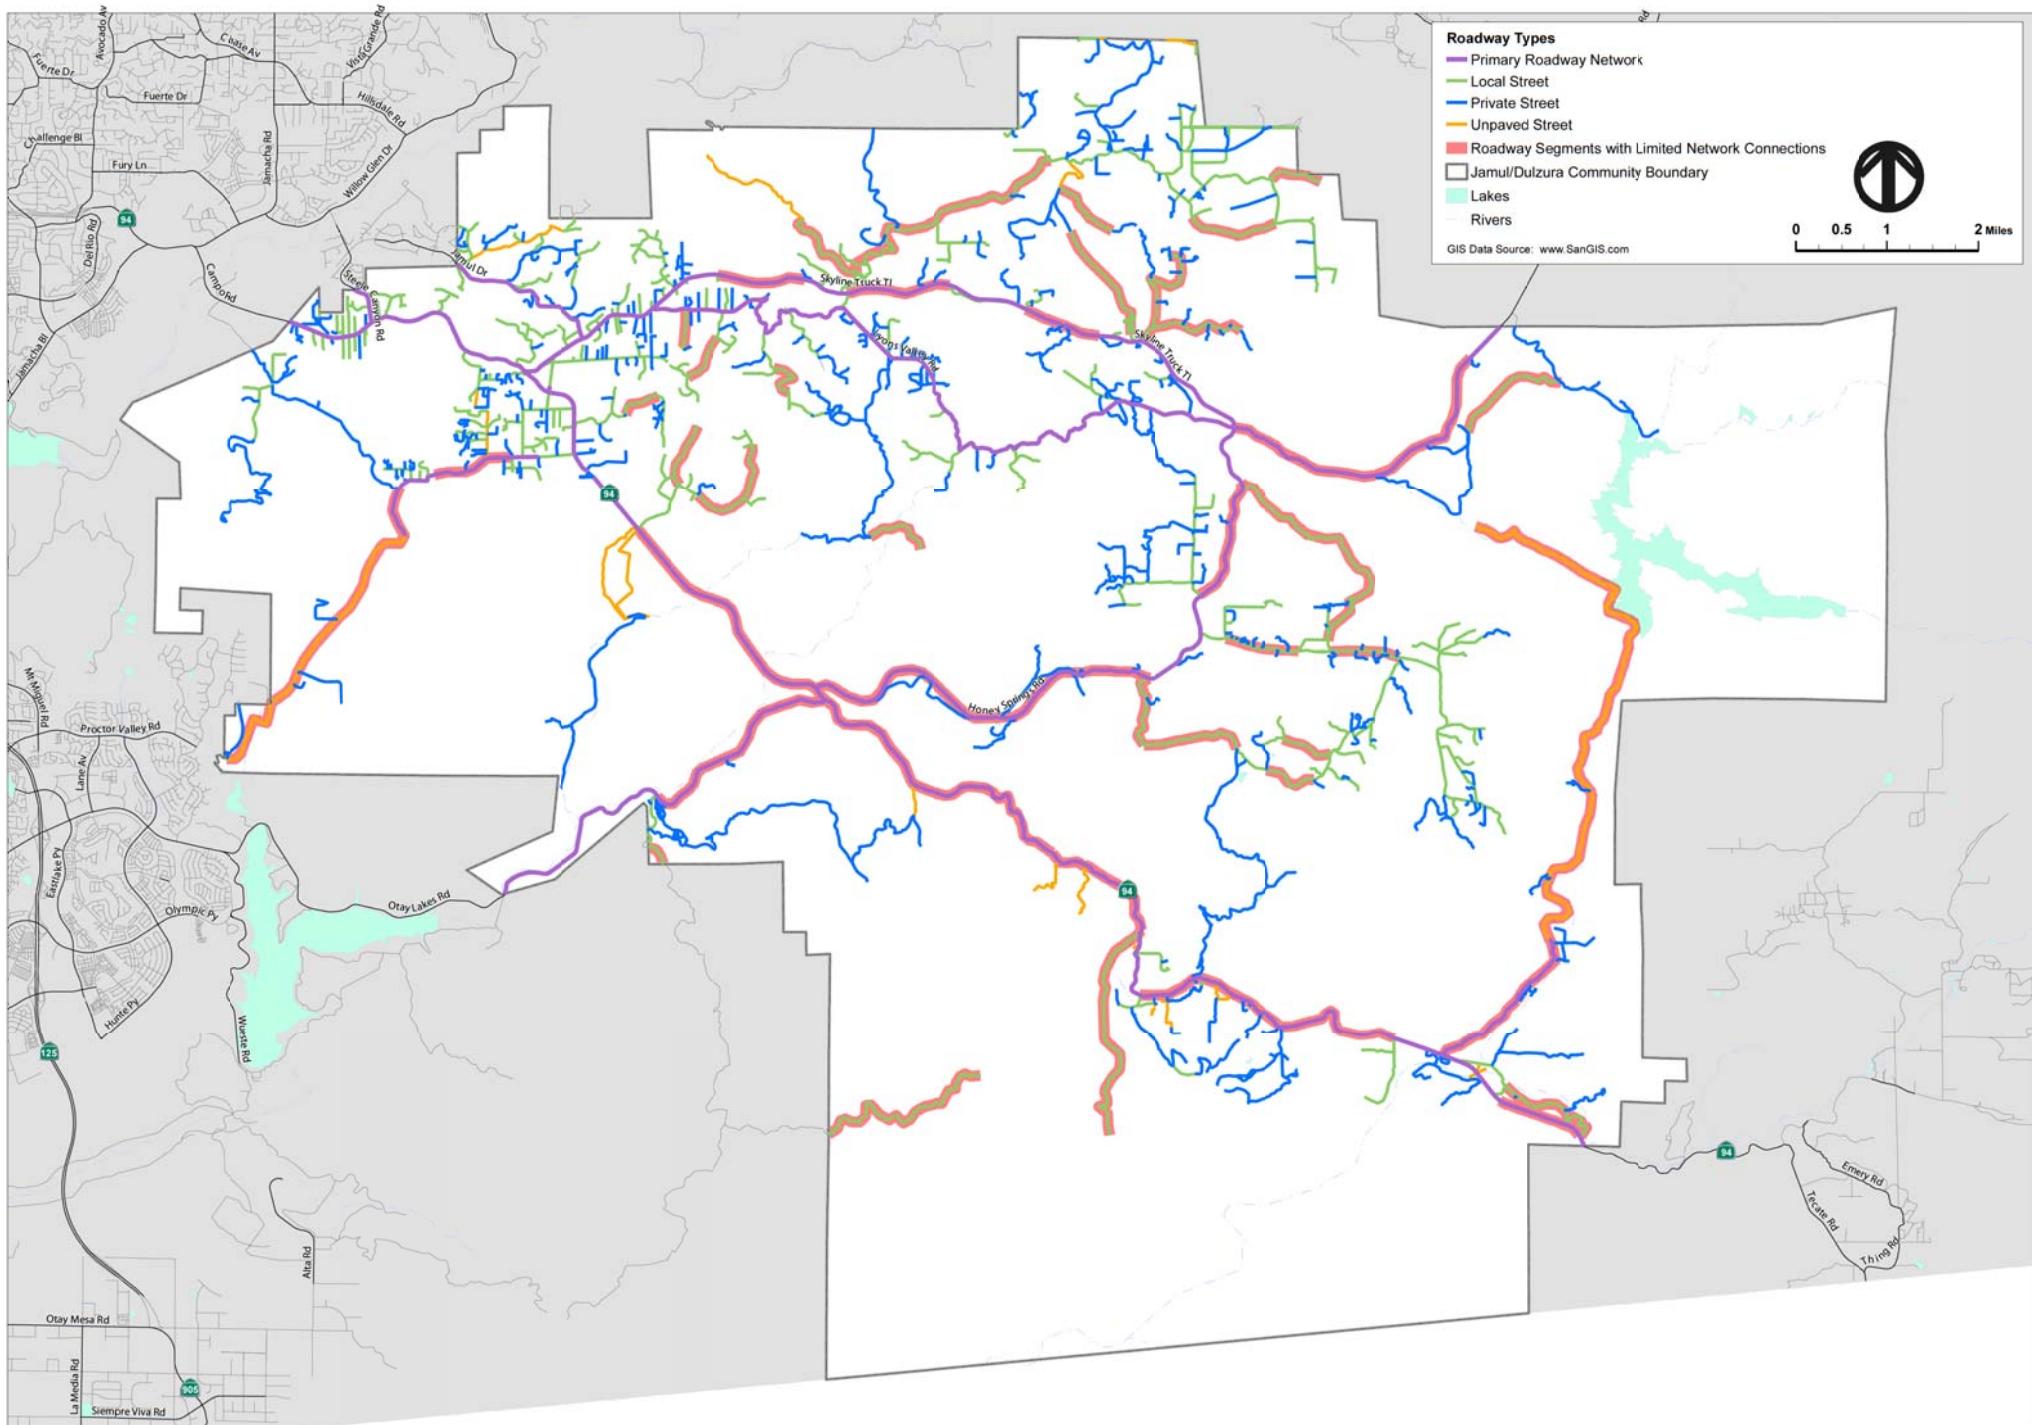 Roadway Types
Primary Roadway Network
Local Street
Private Street
Unpaved Street
Roadway Segments with Limited Network Connections
Jamul/Dulzura Community Boundary
Lakes
Rivers
GIS Data Source: www.SanGIS.com
0 0.5 1 2 Miles
Rd
Avocado Av
Chase Av
Vista Grande Rd
Fuerte Dr
Fuerte Dr
Hillsdale Rd
Challenge Bl
Jamacha Rd
Fury Ln
Willow Glen Dr
94
Del Rio Rd
Campo Rd
Jamul Dr
Steele Canyon Rd
Jamacha Bl
Skyline Truck Tl
Lyons Valley Rd
Skyline Truck Tl
94
Honey Springs Rd
Mt Miguel Rd
Proctor Valley Rd
Lane Av
Eastlake Py
Olympic Py
Otay Lakes Rd
94
Hunte Py
Wueste Rd
125
94
Emery Rd
Tecate Rd
Thing Rd
Alta Rd
Otay Mesa Rd
La Media Rd
905
Siempre Viva Rd